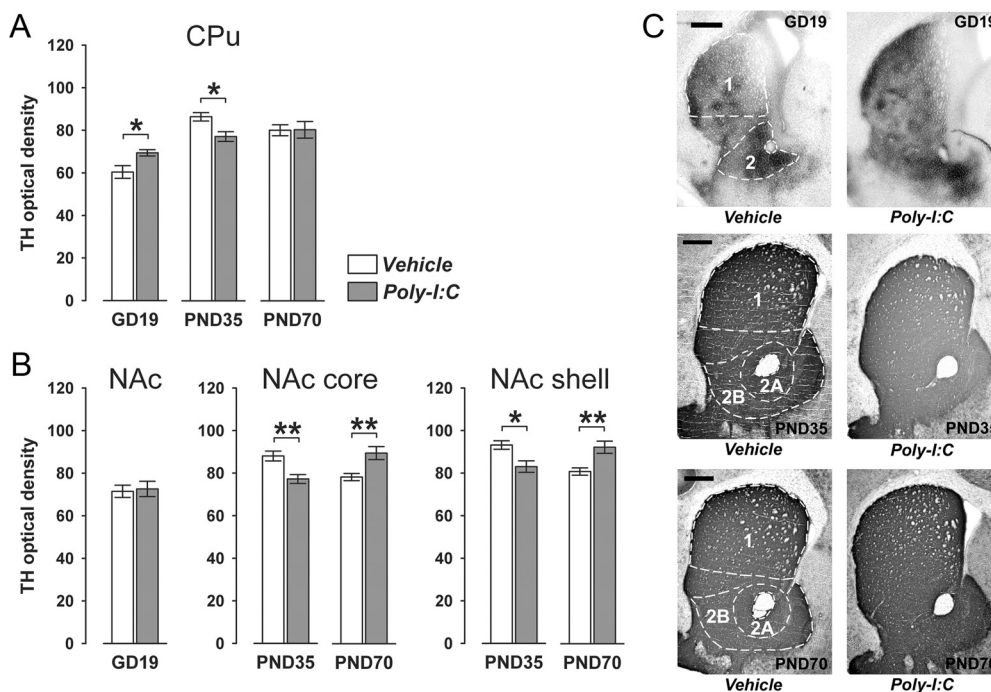 A
CPu
TH optical density
120
100
80
60
40
20
0
*
*
GD19 PND35 PND70
Vehicle
Poly-I:C
B
NAc
NAc core
NAc shell
TH optical density
120
100
80
60
40
20
0
GD19
120
100
80
60
40
20
0
**
**
PND35 PND70
120
100
80
60
40
20
0
*
**
PND35 PND70
C
GD19
1
2
Vehicle
GD19
Poly-I:C
1
2A
2B
PND35
Vehicle
PND35
Poly-I:C
1
2B
2A
PND70
Vehicle
PND70
Poly-I:C